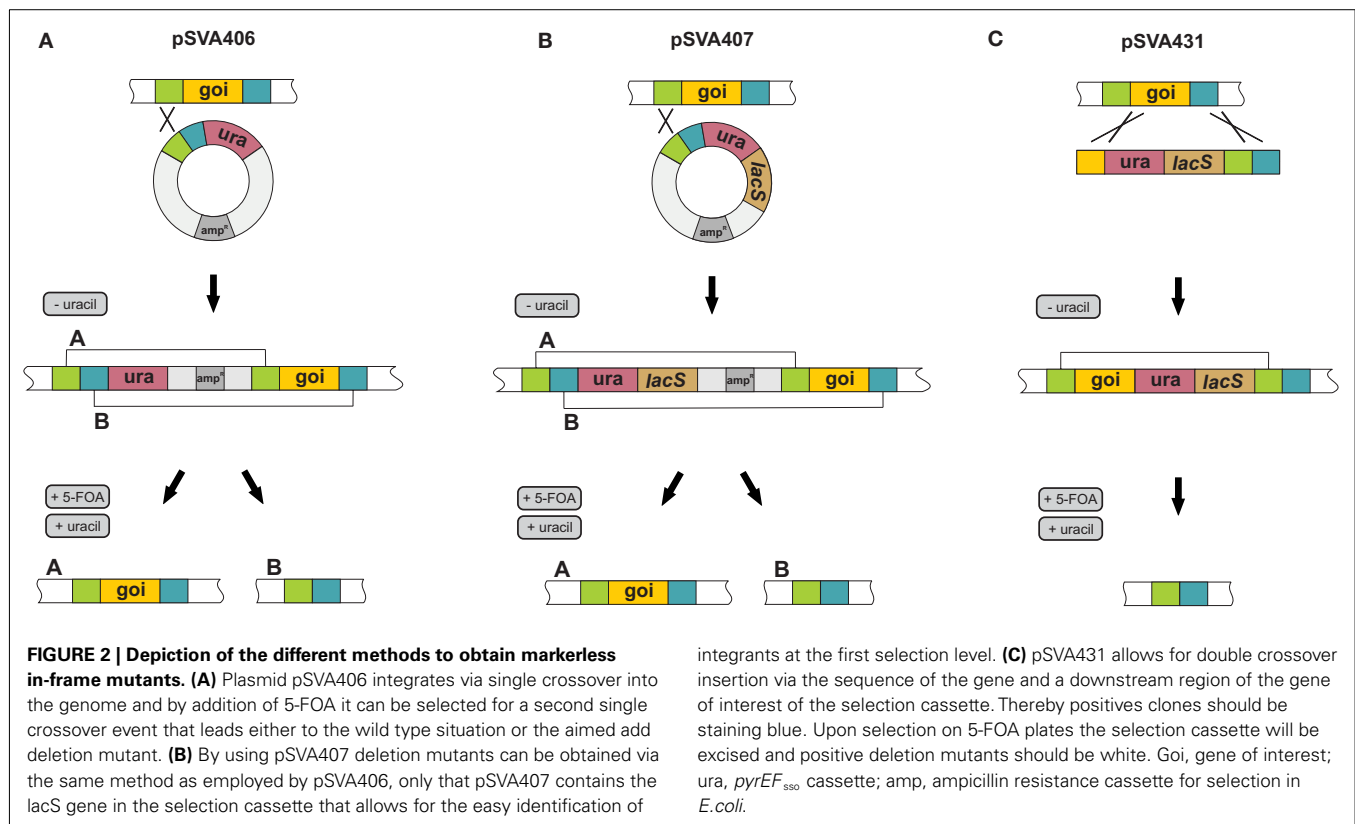 A
pSVA406
goi
ura
amp^R
- uracil
A
ura
amp^R
goi
B
+ 5-FOA
+ uracil
A
goi
B
B
pSVA407
goi
ura
lacS
amp^R
- uracil
A
ura
lacS
amp^R
goi
B
+ 5-FOA
+ uracil
A
goi
B
C
pSVA431
goi
ura
lacS
- uracil
goi
ura
lacS
+ 5-FOA
+ uracil
FIGURE 2 | Depiction of the different methods to obtain markerless
in-frame mutants. (A) Plasmid pSVA406 integrates via single crossover into
the genome and by addition of 5-FOA it can be selected for a second single
crossover event that leads either to the wild type situation or the aimed add
deletion mutant. (B) By using pSVA407 deletion mutants can be obtained via
the same method as employed by pSVA406, only that pSVA407 contains the
lacS gene in the selection cassette that allows for the easy identification of
integrants at the first selection level. (C) pSVA431 allows for double crossover
insertion via the sequence of the gene and a downstream region of the gene
of interest of the selection cassette. Thereby positives clones should be
staining blue. Upon selection on 5-FOA plates the selection cassette will be
excised and positive deletion mutants should be white. Goi, gene of interest;
ura, pyrEF sso cassette; amp, ampicillin resistance cassette for selection in
E.coli.